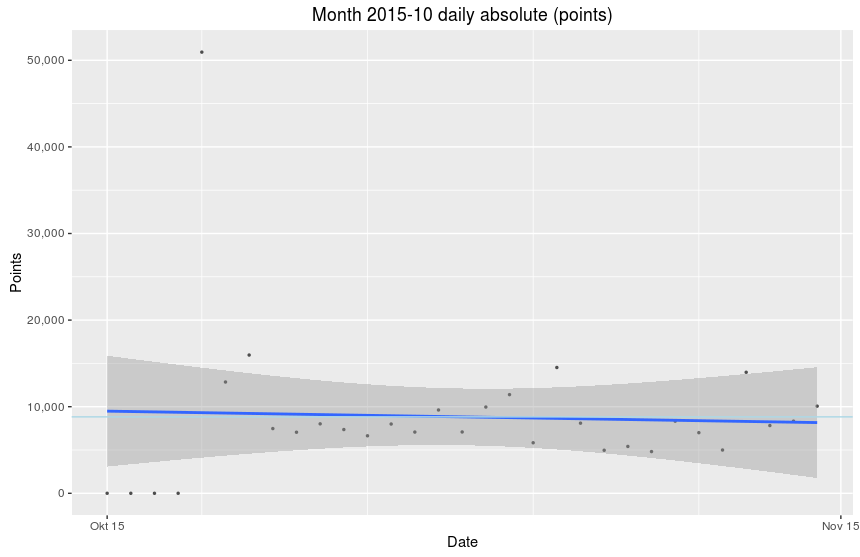 Month 2015-10 daily absolute (points)
50,000
40,000
30,000
20,000
10,000
0
Points
Okt 15
Nov 15
Date